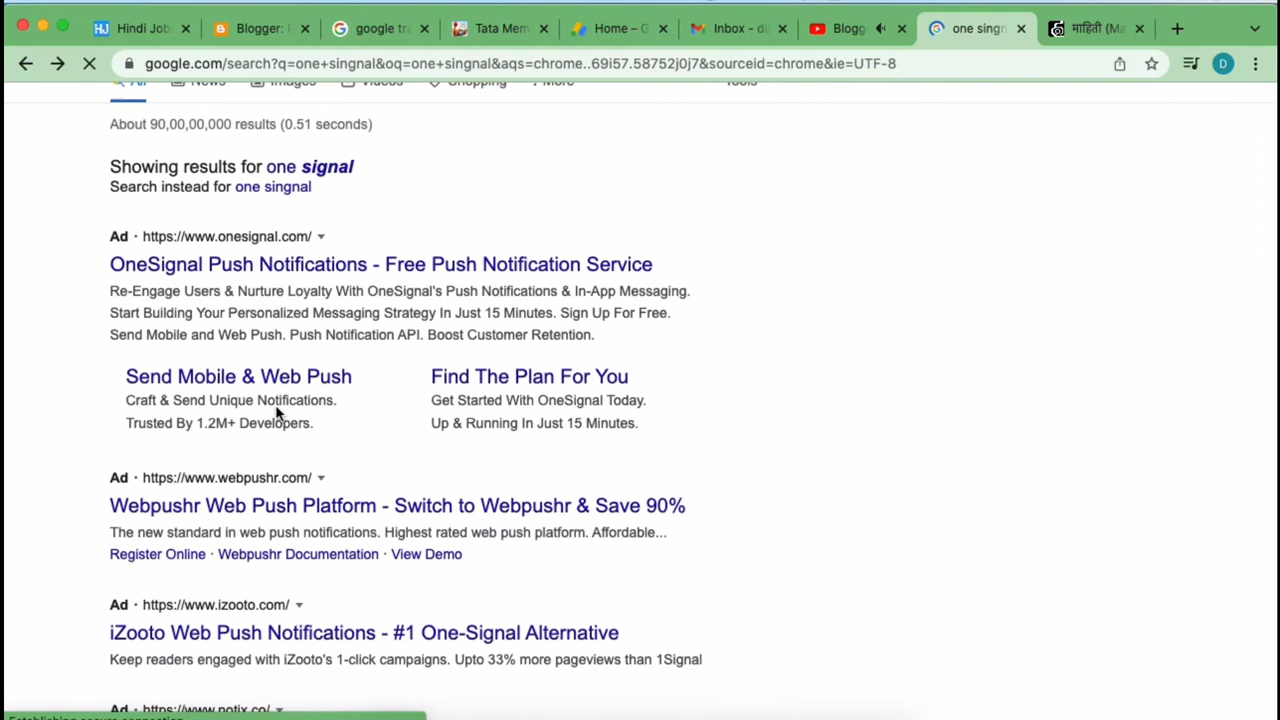 Hindi Job
Blogger: P
google tra
Tata Mem
Home – G
Inbox - di
Blogg
one singn
माहिती (Ma
google.com/search?q=one+singnal&oq=one+singnal&aqs=chrome..69i57.58752j0j7&sourceid=chrome&ie=UTF-8
D
All News Images Videos Shopping More Tools
About 90,00,00,000 results (0.51 seconds)
Showing results for one signal
Search instead for one singnal
Ad · https://www.onesignal.com/
OneSignal Push Notifications - Free Push Notification Service
Re-Engage Users & Nurture Loyalty With OneSignal's Push Notifications & In-App Messaging.
Start Building Your Personalized Messaging Strategy In Just 15 Minutes. Sign Up For Free.
Send Mobile and Web Push. Push Notification API. Boost Customer Retention.
Send Mobile & Web Push
Craft & Send Unique Notifications.
Trusted By 1.2M+ Developers.
Find The Plan For You
Get Started With OneSignal Today.
Up & Running In Just 15 Minutes.
Ad · https://www.webpushr.com/
Webpushr Web Push Platform - Switch to Webpushr & Save 90%
The new standard in web push notifications. Highest rated web push platform. Affordable...
Register Online · Webpushr Documentation · View Demo
Ad · https://www.izooto.com/
iZooto Web Push Notifications - #1 One-Signal Alternative
Keep readers engaged with iZooto's 1-click campaigns. Upto 33% more pageviews than 1Signal
Ad · https://www.notix.co/
Establishing secure connection